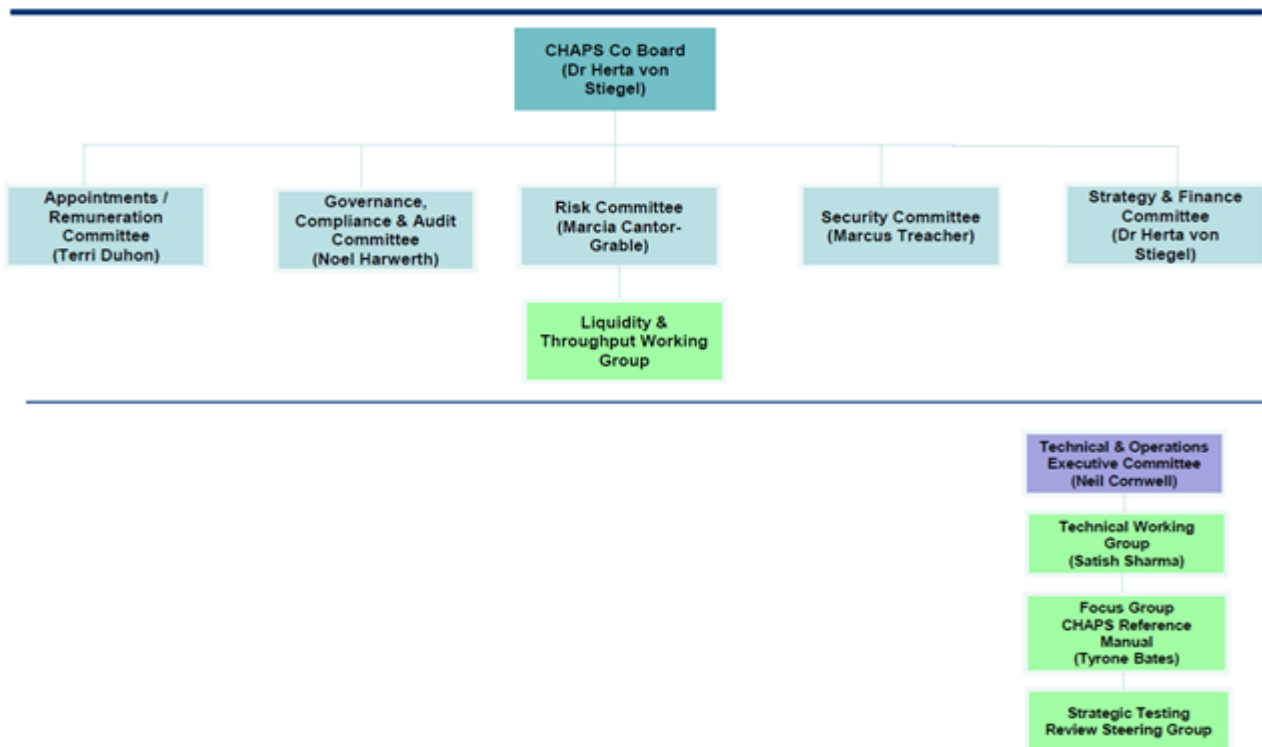 CHAPS Co Board
(Dr Herta von
Stiegel)
Appointments /
Remuneration
Committee
(Terri Duhon)
Governance,
Compliance & Audit
Committee
(Noel Harwerth)
Risk Committee
(Marcia Cantor-
Grable)
Security Committee
(Marcus Treacher)
Strategy & Finance
Committee
(Dr Herta von
Stiegel)
Liquidity &
Throughput Working
Group
Technical & Operations
Executive Committee
(Neil Cornwell)
Technical Working
Group
(Satish Sharma)
Focus Group
CHAPS Reference
Manual
(Tyrone Bates)
Strategic Testing
Review Steering Group